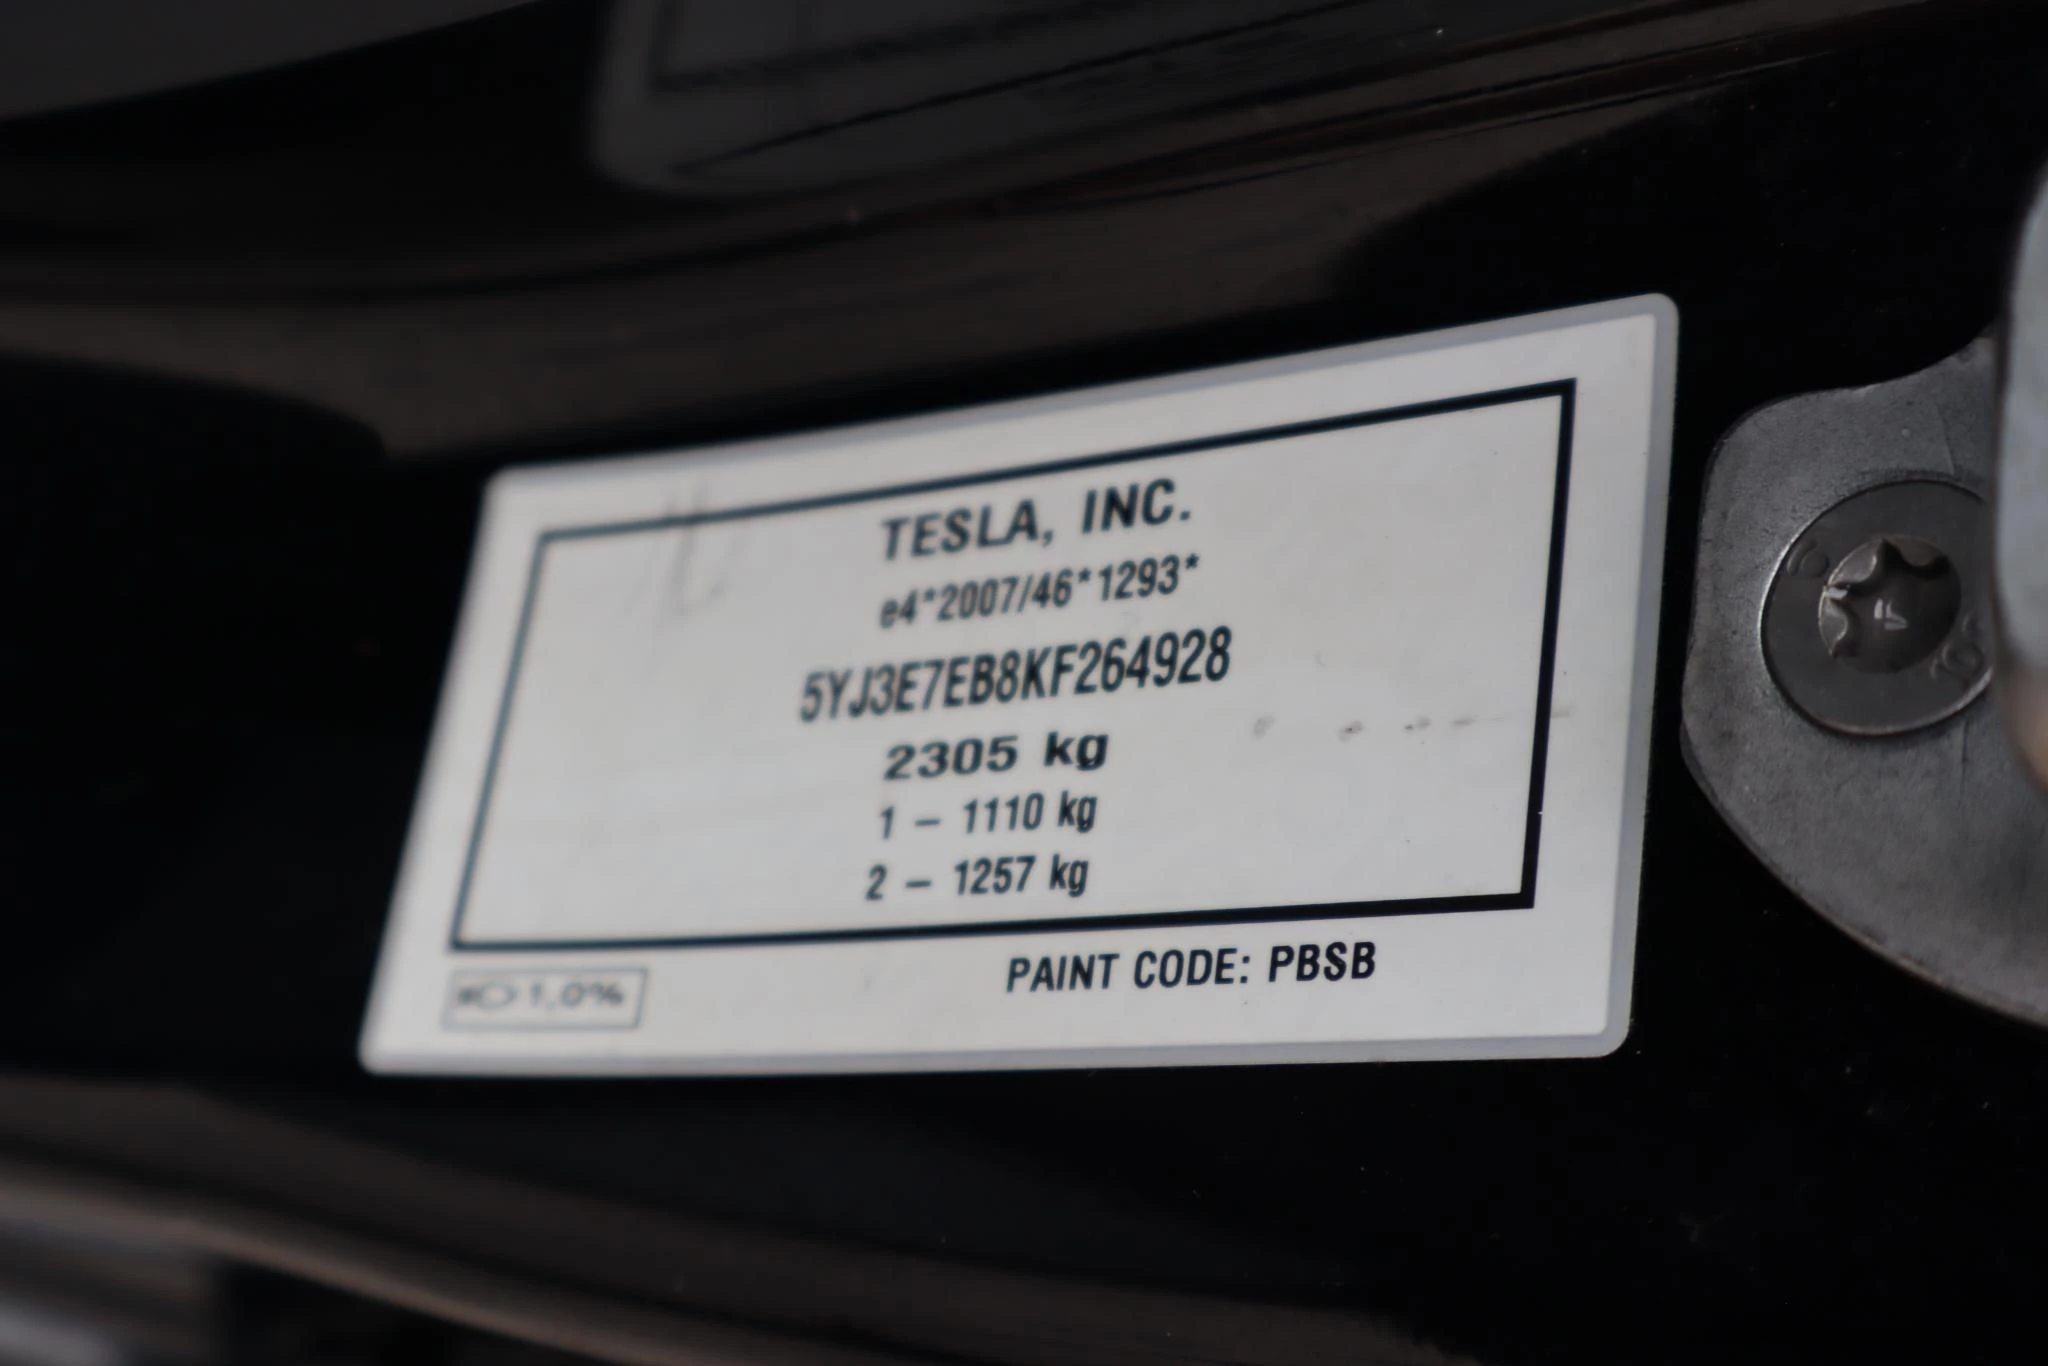 TESLA, INC.
e4*2007/46*1293*
5YJ3E7EB8KF264928
2305 kg
1 – 1110 kg
2 – 1257 kg
PAINT CODE: PBSB
1.0%